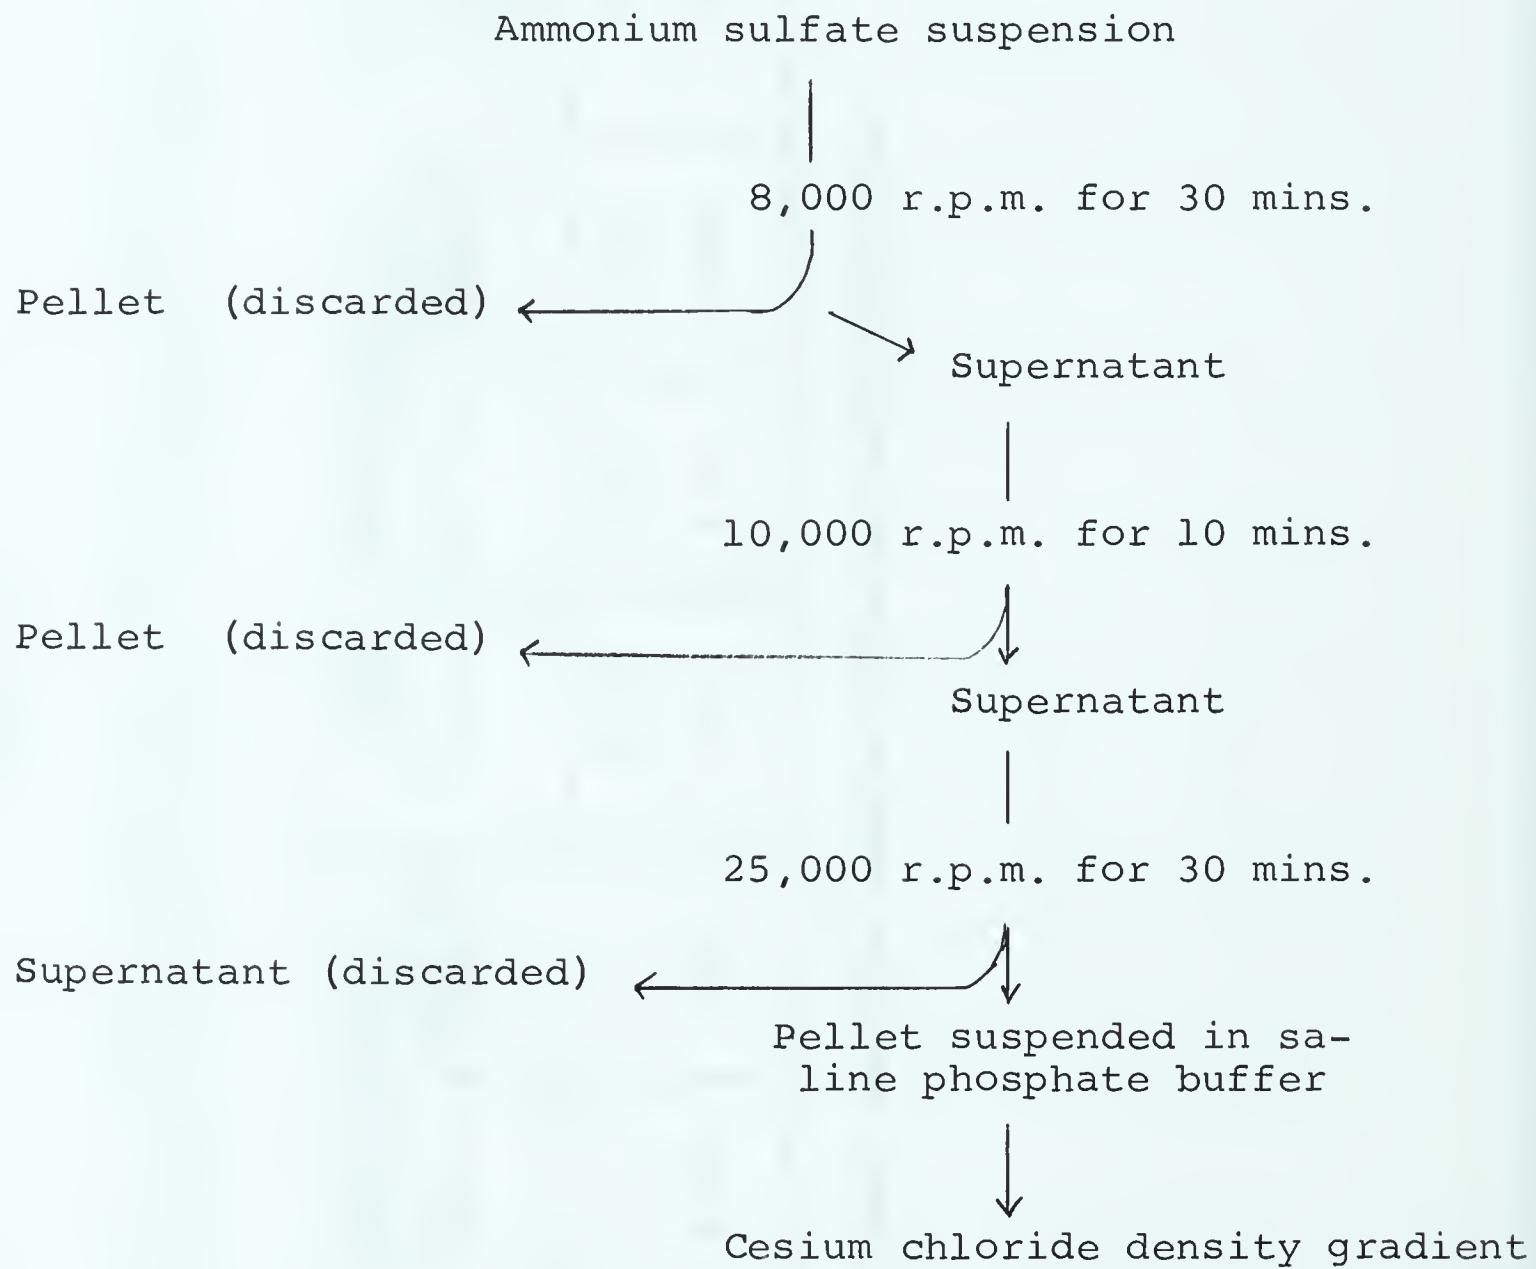 Ammonium sulfate suspension
8,000 r.p.m. for 30 mins.
Pellet (discarded)
Supernatant
10,000 r.p.m. for 10 mins.
Pellet (discarded)
Supernatant
25,000 r.p.m. for 30 mins.
Supernatant (discarded)
Pellet suspended in sa-
line phosphate buffer
Cesium chloride density gradient